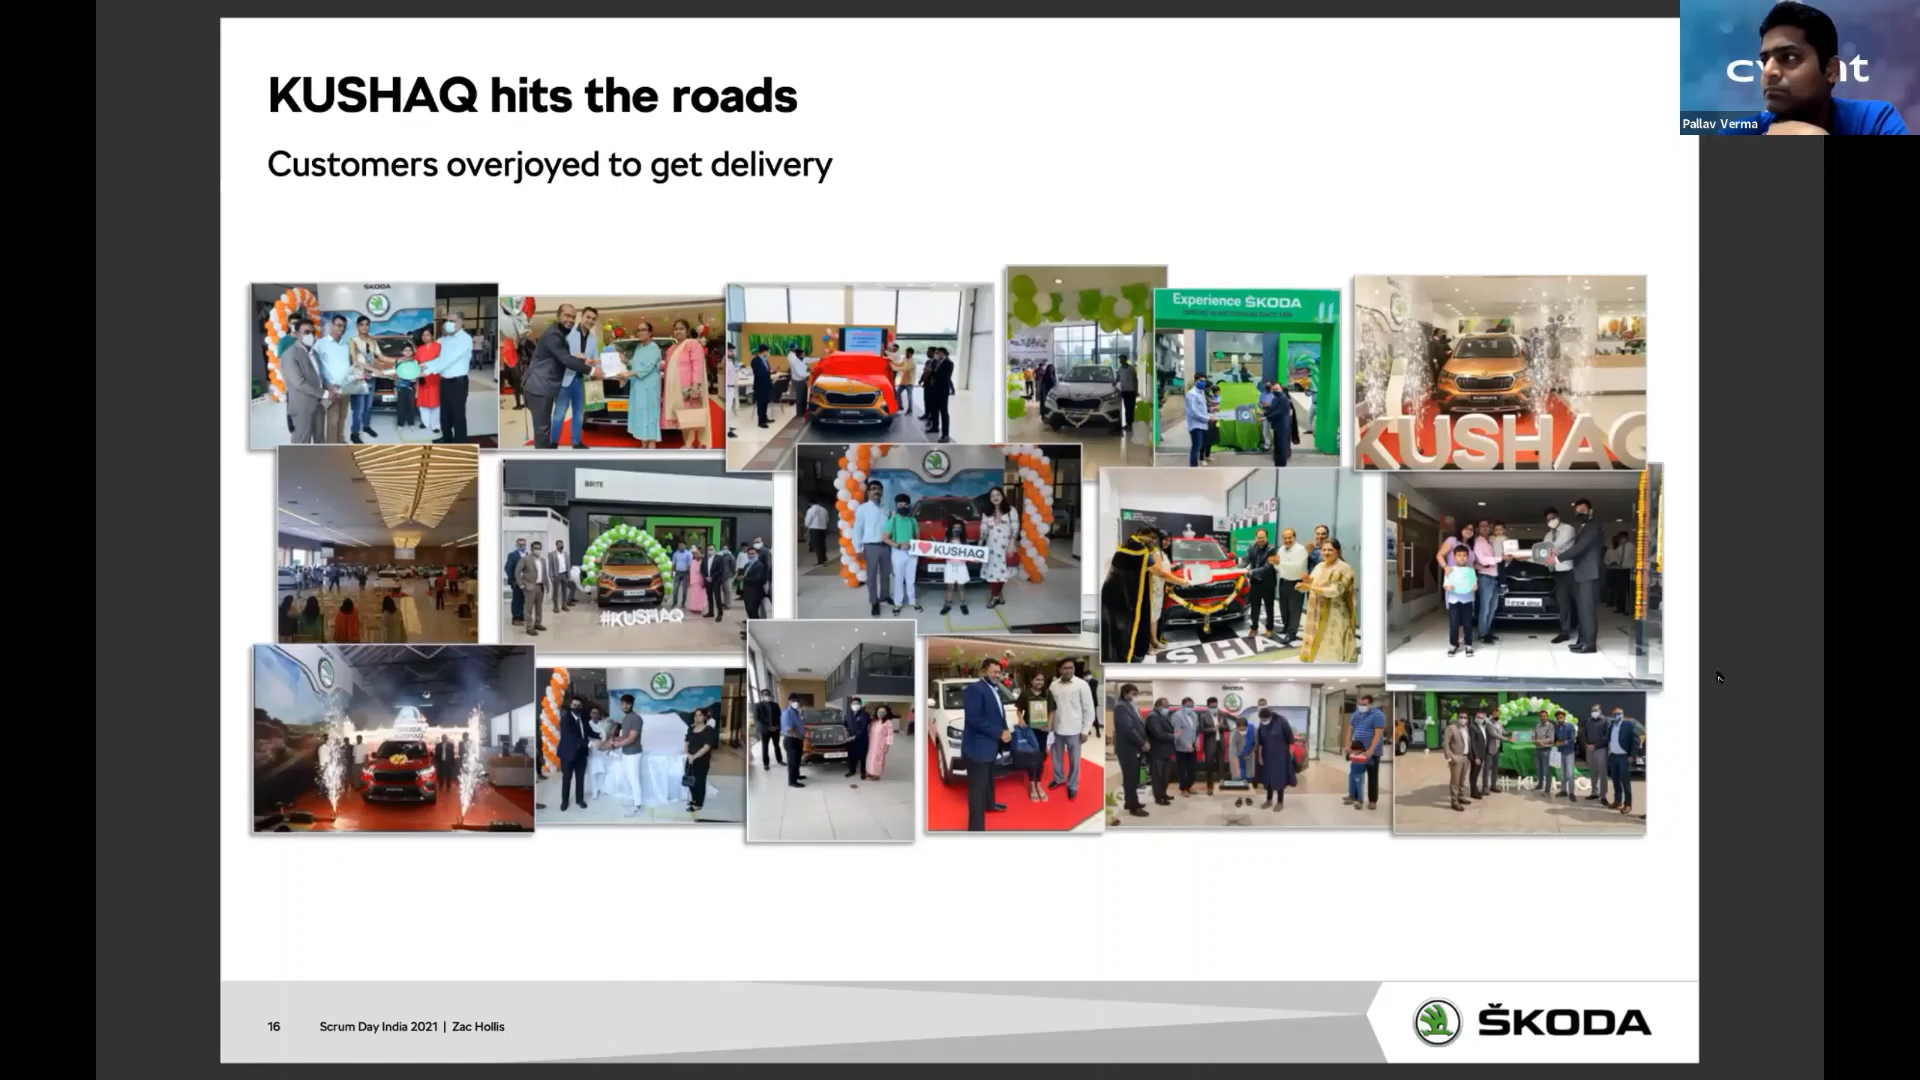 KUSHAQ hits the roads
Customers overjoyed to get delivery
Pallav Verma
ŠKODA
Experience ŠKODA
KUSHAQ
BRITE
#KUSHAQ
I KUSHAQ
ŠKODA
16 Scrum Day India 2021 | Zac Hollis
ŠKODA